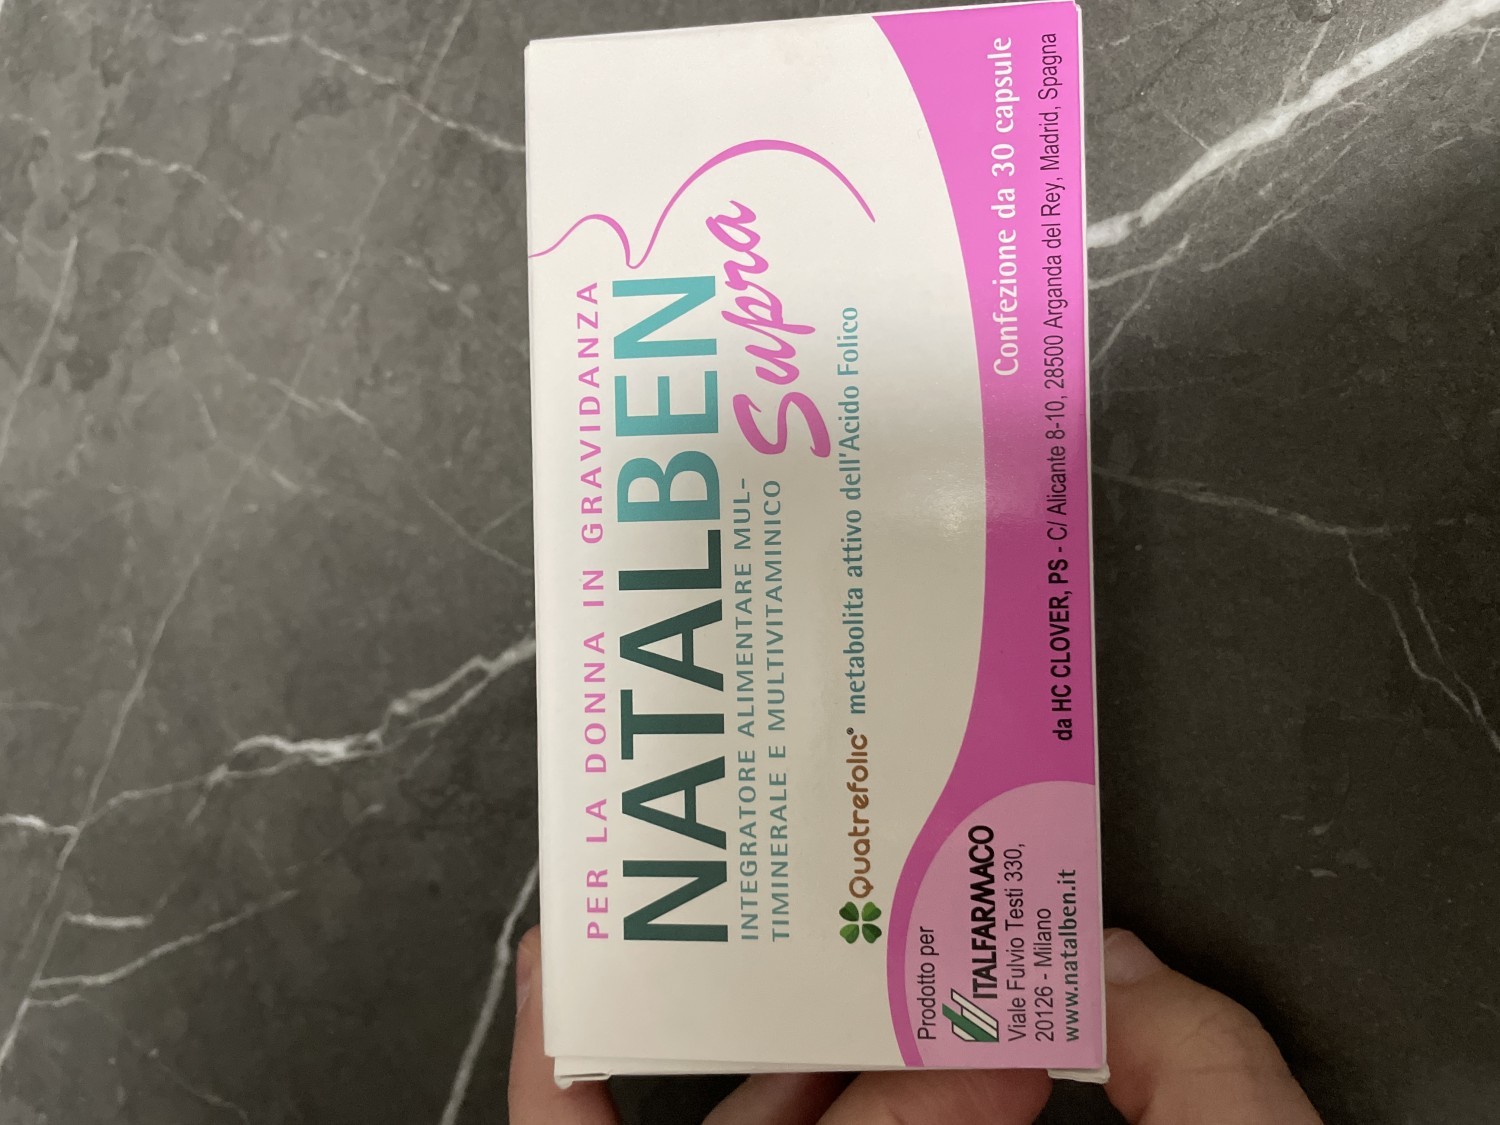 PER LA DONNA IN GRAVIDANZA
NATALBEN
Supra
INTEGRATORE ALIMENTARE MUL-
TIMINERALE E MULTIVITAMINICO
Quatrefolic® metabolita attivo dell'Acido Folico
Confezione da 30 capsule
Prodotto per
ITALFARMACO
Viale Fulvio Testi 330,
20126 - Milano
www.natalben.it
da HC CLOVER, PS - C/ Alicante 8-10, 28500 Arganda del Rey, Madrid, Spagna